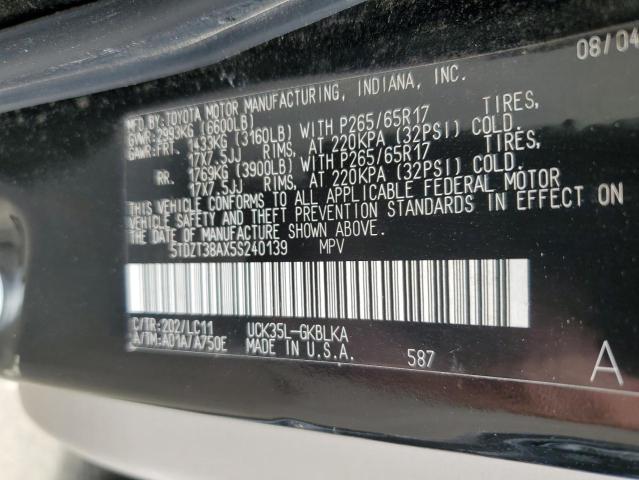 08/04
MFD.BY:TOYOTA MOTOR MANUFACTURING, INDIANA, INC.
GVWR:2993KG (6600LB)
GAWR:FRT. 1433KG (3160LB) WITH P265/65R17 TIRES,
17X7.5JJ RIMS, AT 220KPA (32PSI) COLD.
RR. 1769KG (3900LB) WITH P265/65R17 TIRES,
17X7.5JJ RIMS, AT 220KPA (32PSI) COLD.
THIS VEHICLE CONFORMS TO ALL APPLICABLE FEDERAL MOTOR
VEHICLE SAFETY AND THEFT PREVENTION STANDARDS IN EFFECT ON
THE DATE OF MANUFACTURE SHOWN ABOVE.
5TDZT38AX5S240139 MPV
C/TR:202/LC11 UCK35L-GKBLKA
A/TM:A01A/A750E MADE IN U.S.A.
587
A